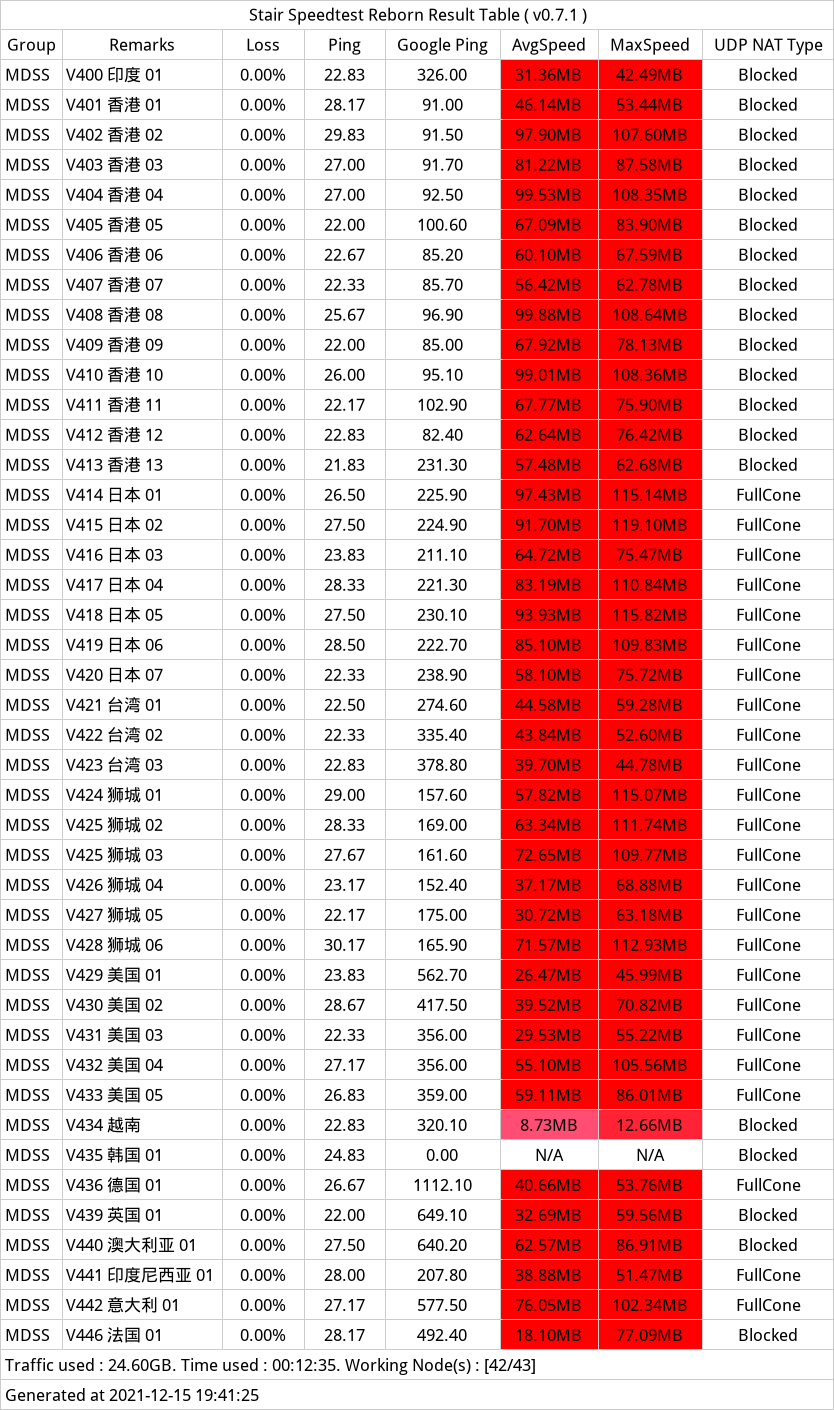 Stair Speedtest Reborn Result Table ( v0.7.1 )
Group Remarks Loss Ping Google Ping AvgSpeed MaxSpeed UDP NAT Type
MDSS V400 印度 01 0.00% 22.83 326.00 31.36MB 42.49MB Blocked
MDSS V401 香港 01 0.00% 28.17 91.00 46.14MB 53.44MB Blocked
MDSS V402 香港 02 0.00% 29.83 91.50 97.90MB 107.60MB Blocked
MDSS V403 香港 03 0.00% 27.00 91.70 81.22MB 87.58MB Blocked
MDSS V404 香港 04 0.00% 27.00 92.50 99.53MB 108.35MB Blocked
MDSS V405 香港 05 0.00% 22.00 100.60 67.09MB 83.90MB Blocked
MDSS V406 香港 06 0.00% 22.67 85.20 60.10MB 67.59MB Blocked
MDSS V407 香港 07 0.00% 22.33 85.70 56.42MB 62.78MB Blocked
MDSS V408 香港 08 0.00% 25.67 96.90 99.88MB 108.64MB Blocked
MDSS V409 香港 09 0.00% 22.00 85.00 67.92MB 78.13MB Blocked
MDSS V410 香港 10 0.00% 26.00 95.10 99.01MB 108.36MB Blocked
MDSS V411 香港 11 0.00% 22.17 102.90 67.77MB 75.90MB Blocked
MDSS V412 香港 12 0.00% 22.83 82.40 62.64MB 76.42MB Blocked
MDSS V413 香港 13 0.00% 21.83 231.30 57.48MB 62.68MB Blocked
MDSS V414 日本 01 0.00% 26.50 225.90 97.43MB 115.14MB FullCone
MDSS V415 日本 02 0.00% 27.50 224.90 91.70MB 119.10MB FullCone
MDSS V416 日本 03 0.00% 23.83 211.10 64.72MB 75.47MB FullCone
MDSS V417 日本 04 0.00% 28.33 221.30 83.19MB 110.84MB FullCone
MDSS V418 日本 05 0.00% 27.50 230.10 93.93MB 115.82MB FullCone
MDSS V419 日本 06 0.00% 28.50 222.70 85.10MB 109.83MB FullCone
MDSS V420 日本 07 0.00% 22.33 238.90 58.10MB 75.72MB FullCone
MDSS V421 台湾 01 0.00% 22.50 274.60 44.58MB 59.28MB FullCone
MDSS V422 台湾 02 0.00% 22.33 335.40 43.84MB 52.60MB FullCone
MDSS V423 台湾 03 0.00% 22.83 378.80 39.70MB 44.78MB FullCone
MDSS V424 狮城 01 0.00% 29.00 157.60 57.82MB 115.07MB FullCone
MDSS V425 狮城 02 0.00% 28.33 169.00 63.34MB 111.74MB FullCone
MDSS V425 狮城 03 0.00% 27.67 161.60 72.65MB 109.77MB FullCone
MDSS V426 狮城 04 0.00% 23.17 152.40 37.17MB 68.88MB FullCone
MDSS V427 狮城 05 0.00% 22.17 175.00 30.72MB 63.18MB FullCone
MDSS V428 狮城 06 0.00% 30.17 165.90 71.57MB 112.93MB FullCone
MDSS V429 美国 01 0.00% 23.83 562.70 26.47MB 45.99MB FullCone
MDSS V430 美国 02 0.00% 28.67 417.50 39.52MB 70.82MB FullCone
MDSS V431 美国 03 0.00% 22.33 356.00 29.53MB 55.22MB FullCone
MDSS V432 美国 04 0.00% 27.17 356.00 55.10MB 105.56MB FullCone
MDSS V433 美国 05 0.00% 26.83 359.00 59.11MB 86.01MB FullCone
MDSS V434 越南 0.00% 22.83 320.10 8.73MB 12.66MB Blocked
MDSS V435 韩国 01 0.00% 24.83 0.00 N/A N/A Blocked
MDSS V436 德国 01 0.00% 26.67 1112.10 40.66MB 53.76MB FullCone
MDSS V439 英国 01 0.00% 22.00 649.10 32.69MB 59.56MB Blocked
MDSS V440 澳大利亚 01 0.00% 27.50 640.20 62.57MB 86.91MB Blocked
MDSS V441 印度尼西亚 01 0.00% 28.00 207.80 38.88MB 51.47MB FullCone
MDSS V442 意大利 01 0.00% 27.17 577.50 76.05MB 102.34MB FullCone
MDSS V446 法国 01 0.00% 28.17 492.40 18.10MB 77.09MB Blocked
Traffic used : 24.60GB. Time used : 00:12:35. Working Node(s) : [42/43]
Generated at 2021-12-15 19:41:25